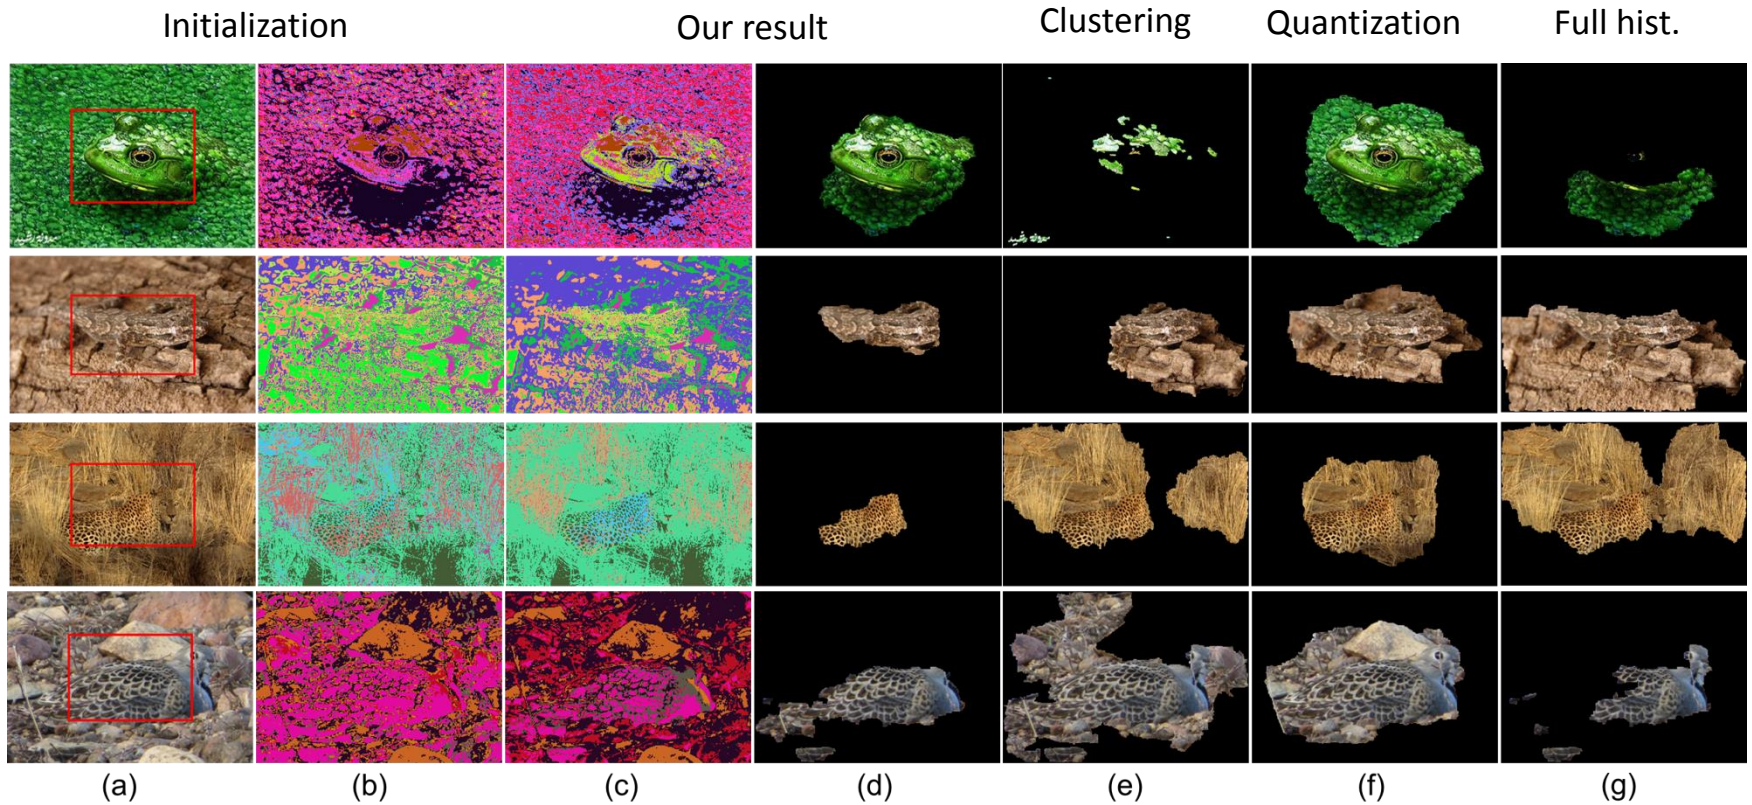 Initialization Our result Clustering Quantization Full hist.
(a) (b) (c) (d) (e) (f) (g)